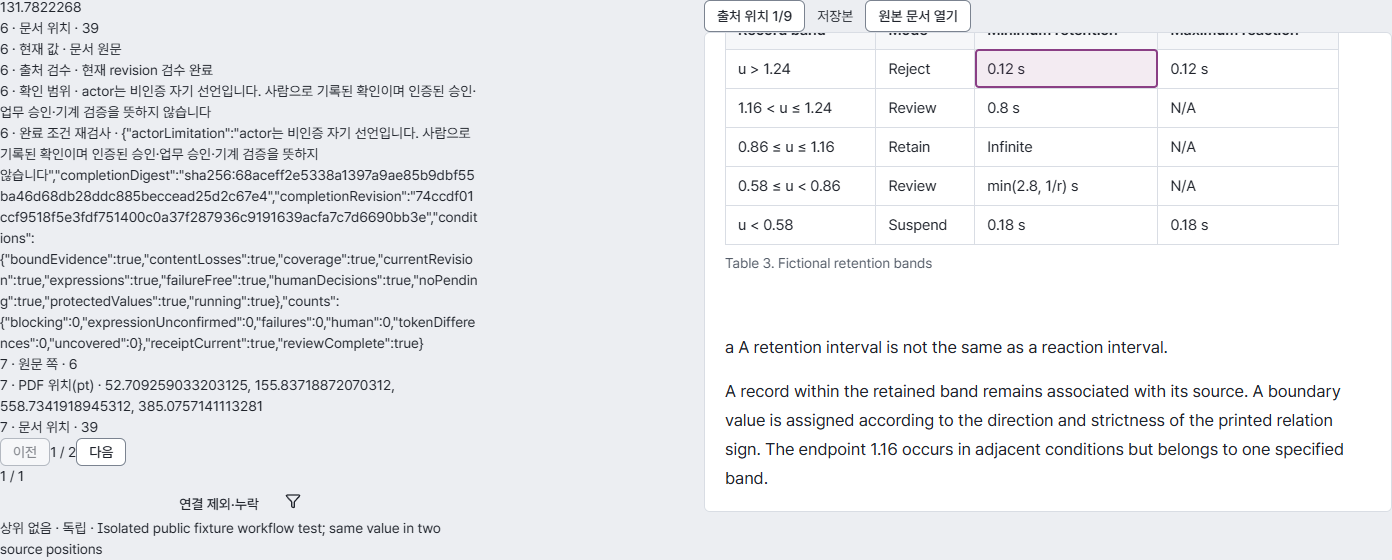 131.7822268
6 · 문서 위치 · 39
6 · 현재 값 · 문서 원문
6 · 출처 검수 · 현재 revision 검수 완료
6 · 확인 범위 · actor는 비인증 자기 선언입니다. 사람으로 기록된 확인이며 인증된 승인·
업무 승인·기계 검증을 뜻하지 않습니다
6 · 완료 조건 재검사 · {"actorLimitation":"actor는 비인증 자기 선언입니다. 사람으로
기록된 확인이며 인증된 승인·업무 승인·기계 검증을 뜻하지
않습니다","completionDigest":"sha256:68aceff2e5338a1397a9ae85b9dbf55
ba46d68db28ddc885beccead25d2c67e4","completionRevision":"74ccdf01
ccf9518f5e3fdf751400c0a37f287936c9191639acfa7c7d6690bb3e","condit
ions":
{"boundEvidence":true,"contentLosses":true,"coverage":true,"currentRevisio
n":true,"expressions":true,"failureFree":true,"humanDecisions":true,"noPendin
g":true,"protectedValues":true,"running":true},"counts":
{"blocking":0,"expressionUnconfirmed":0,"failures":0,"human":0,"tokenDiffere
nces":0,"uncovered":0},"receiptCurrent":true,"reviewComplete":true}
7 · 원문 쪽 · 6
7 · PDF 위치(pt) · 52.709259033203125, 155.83718872070312,
558.7341918945312, 385.0757141113281
7 · 문서 위치 · 39
이전 1 / 2 다음
1 / 1
연결 제외·누락
상위 없음 · 독립 · Isolated public fixture workflow test; same value in two
source positions
출처 위치 1/9 저장본 원본 문서 열기
Record band Mode Minimum retention Maximum reaction
u > 1.24 Reject 0.12 s 0.12 s
1.16 < u ≤ 1.24 Review 0.8 s N/A
0.86 ≤ u ≤ 1.16 Retain Infinite N/A
0.58 ≤ u < 0.86 Review min(2.8, 1/r) s N/A
u < 0.58 Suspend 0.18 s 0.18 s
Table 3. Fictional retention bands
a A retention interval is not the same as a reaction interval.
A record within the retained band remains associated with its source. A boundary
value is assigned according to the direction and strictness of the printed relation
sign. The endpoint 1.16 occurs in adjacent conditions but belongs to one specified
band.